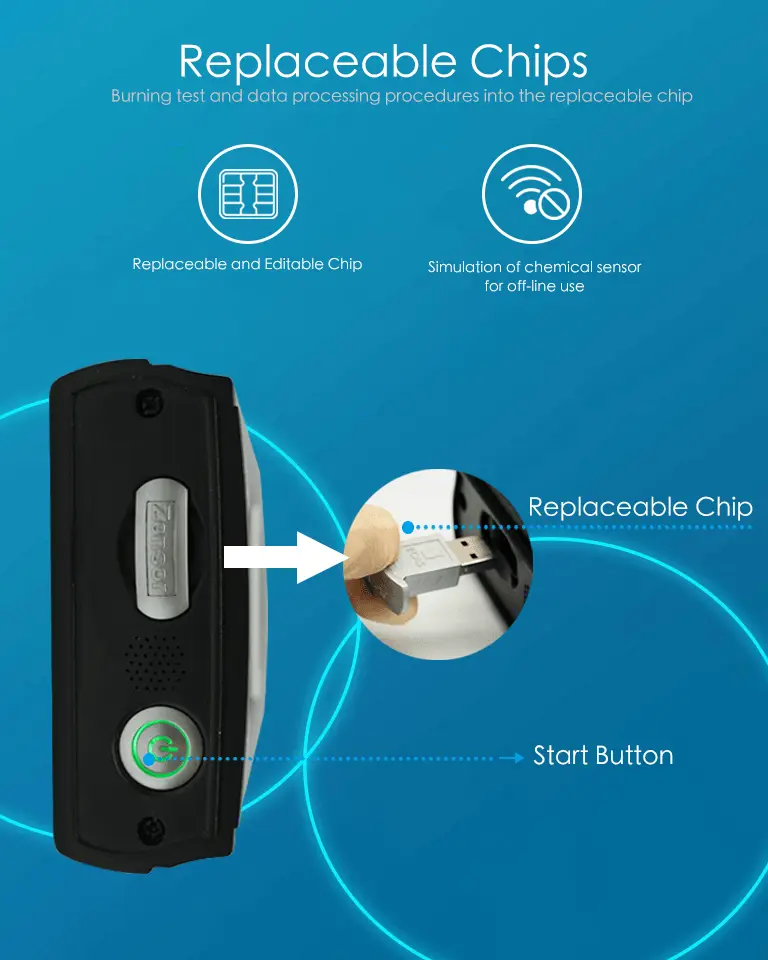 Replaceable Chips
Burning test and data processing procedures into the replaceable chip
Replaceable and Editable Chip
Simulation of chemical sensor
for off-line use
Zensor
Replaceable Chip
Start Button